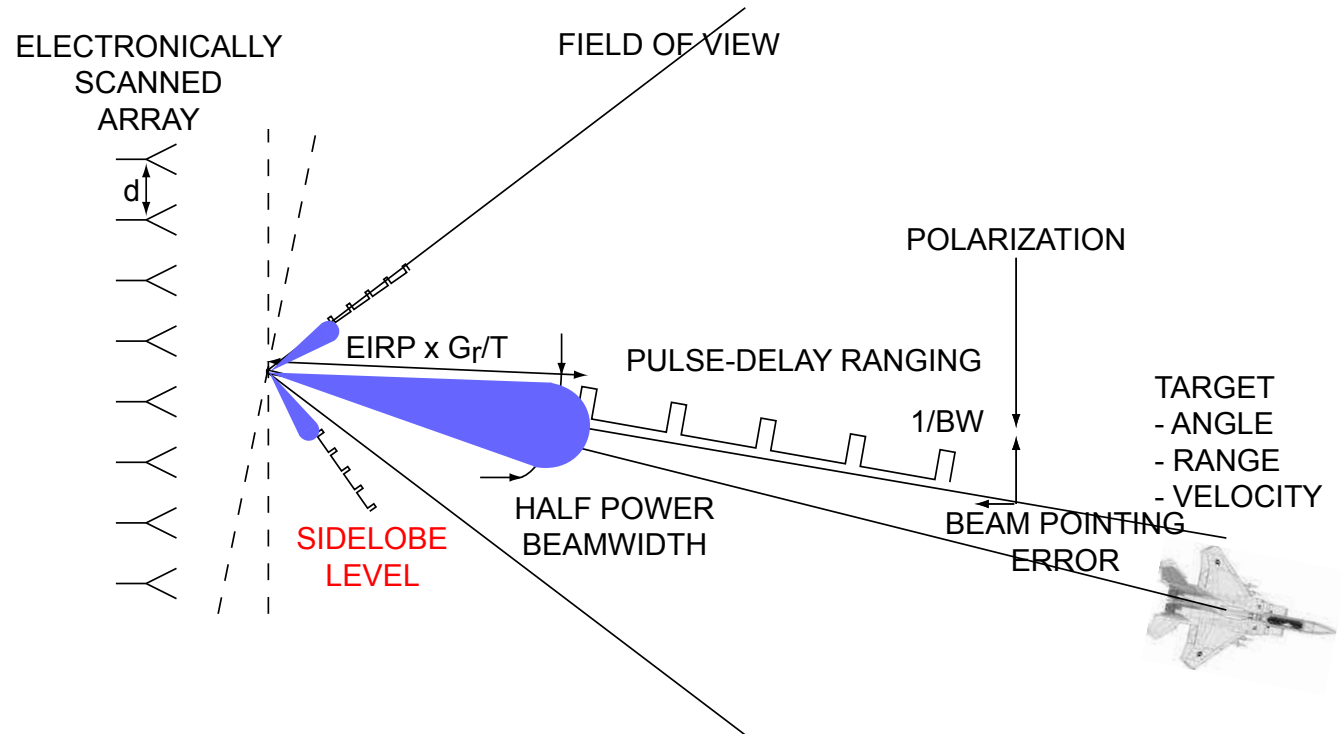 ELECTRONICALLY
SCANNED
ARRAY
d
FIELD OF VIEW
POLARIZATION
EIRP x Gr/T
PULSE-DELAY RANGING
1/BW
TARGET
- ANGLE
- RANGE
- VELOCITY
HALF POWER
BEAMWIDTH
BEAM POINTING
ERROR
SIDELOBE
LEVEL